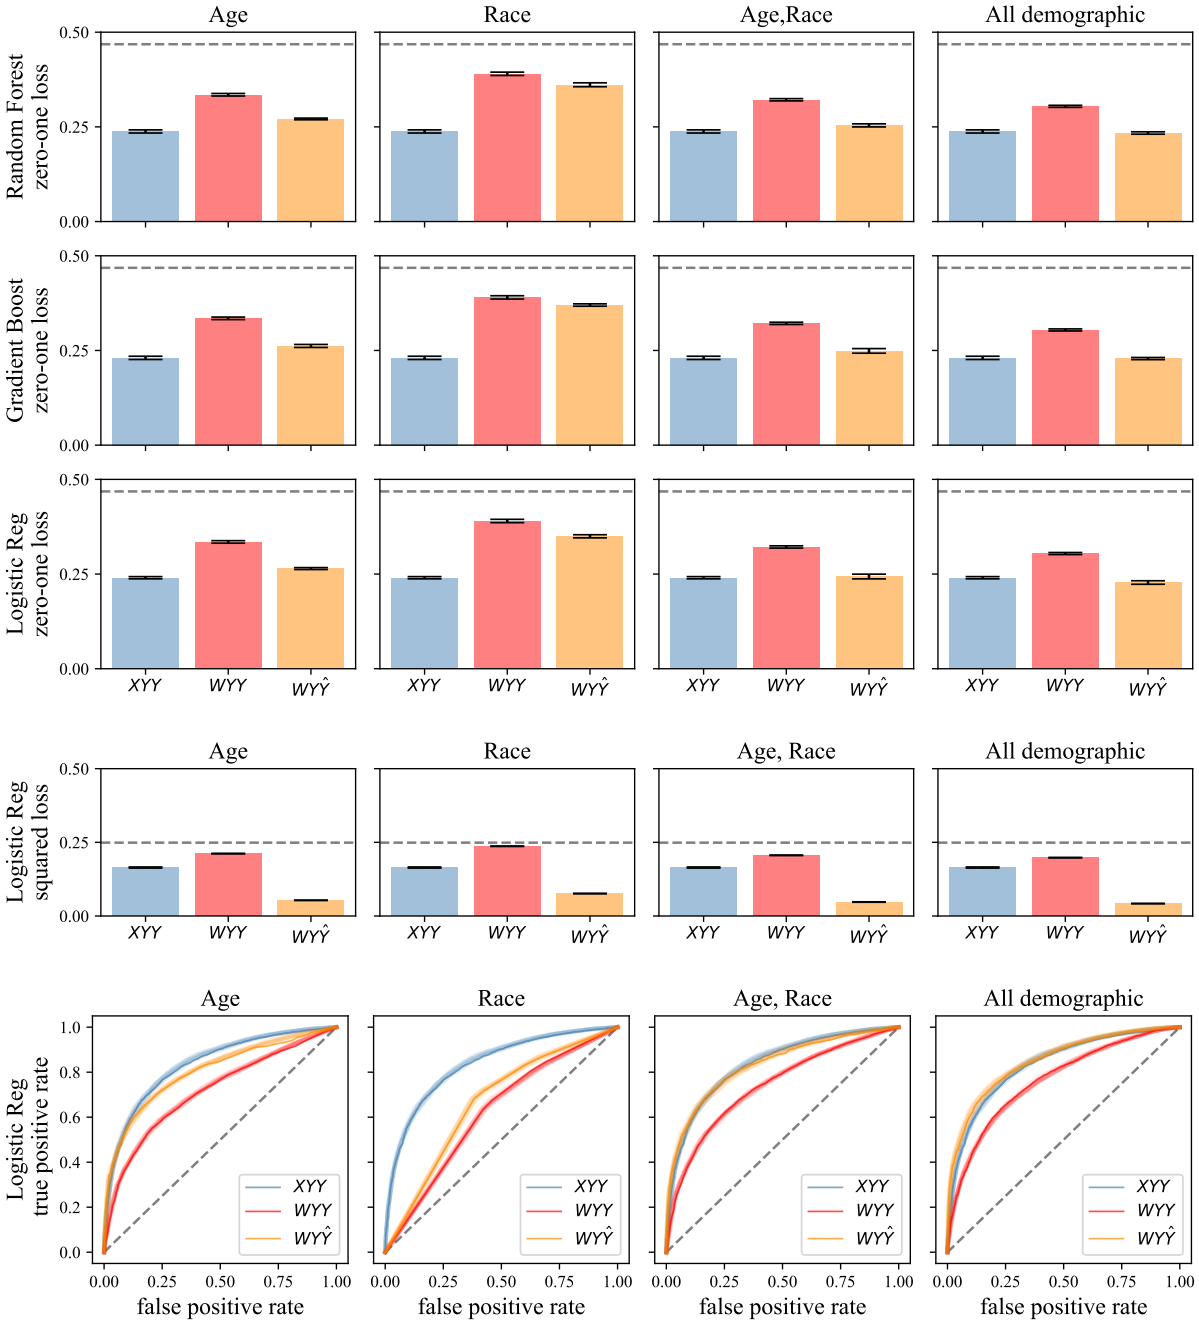 Age Race Age,Race All demographic
Random Forest
zero-one loss
0.50
0.25
0.00
Gradient Boost
zero-one loss
0.50
0.25
0.00
Logistic Reg
zero-one loss
0.50
0.25
0.00
XYY WYY WYŶ XYY WYY WYŶ XYY WYY WYŶ XYY WYY WYŶ
Age Race Age, Race All demographic
Logistic Reg
squared loss
0.50
0.25
0.00
XYY WYY WYŶ XYY WYY WYŶ XYY WYY WYŶ XYY WYY WYŶ
Age Race Age, Race All demographic
Logistic Reg
true positive rate
1.0
0.8
0.6
0.4
0.2
0.0
XYY XYY XYY XYY
WYY WYY WYY WYY
WYŶ WYŶ WYŶ WYŶ
0.00 0.25 0.50 0.75 1.00 0.00 0.25 0.50 0.75 1.00 0.00 0.25 0.50 0.75 1.00 0.00 0.25 0.50 0.75 1.00
false positive rate false positive rate false positive rate false positive rate